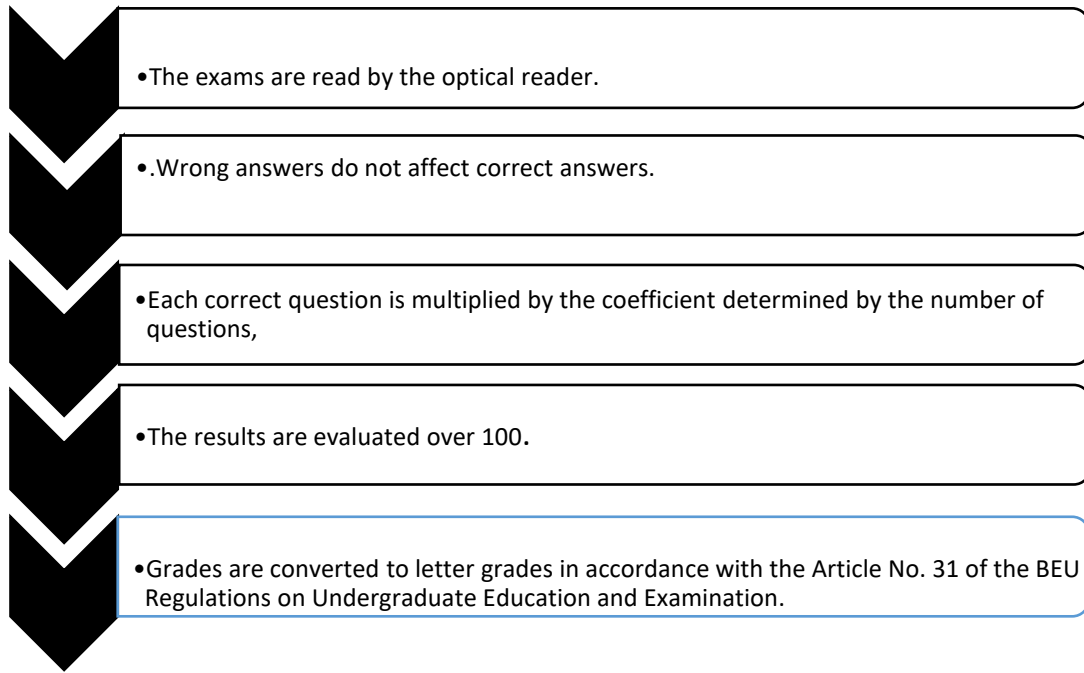 •The exams are read by the optical reader.
•.Wrong answers do not affect correct answers.
•Each correct question is multiplied by the coefficient determined by the number of
questions,
•The results are evaluated over 100.
•Grades are converted to letter grades in accordance with the Article No. 31 of the BEU
Regulations on Undergraduate Education and Examination.